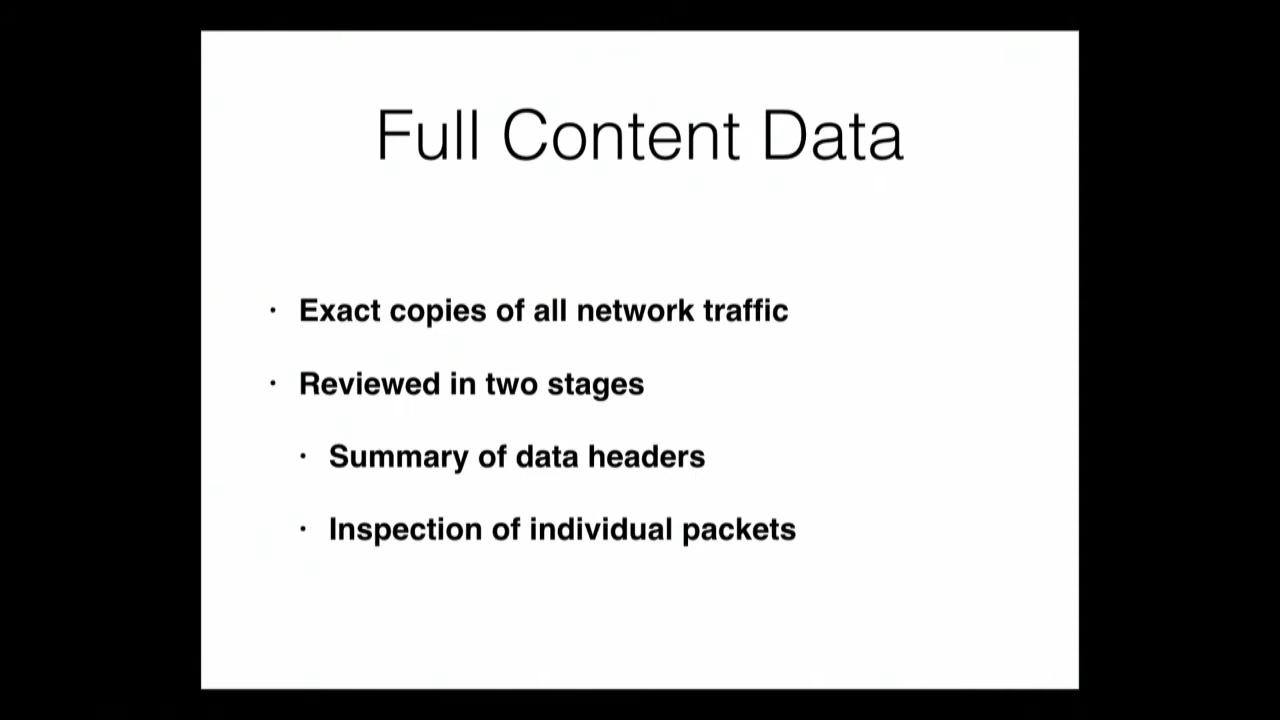 Full Content Data
• Exact copies of all network traffic
• Reviewed in two stages
• Summary of data headers
• Inspection of individual packets